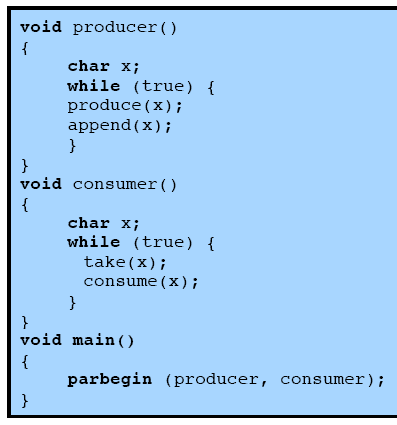 void producer()
{
char x;
while (true) {
produce(x);
append(x);
}
}
void consumer()
{
char x;
while (true) {
take(x);
consume(x);
}
}
void main()
{
parbegin (producer, consumer);
}